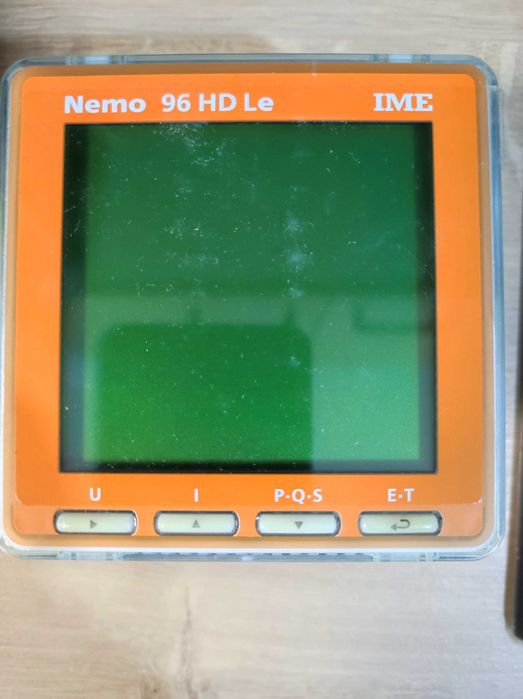 Nemo 96 HD Le IME
U I P·Q·S E·T